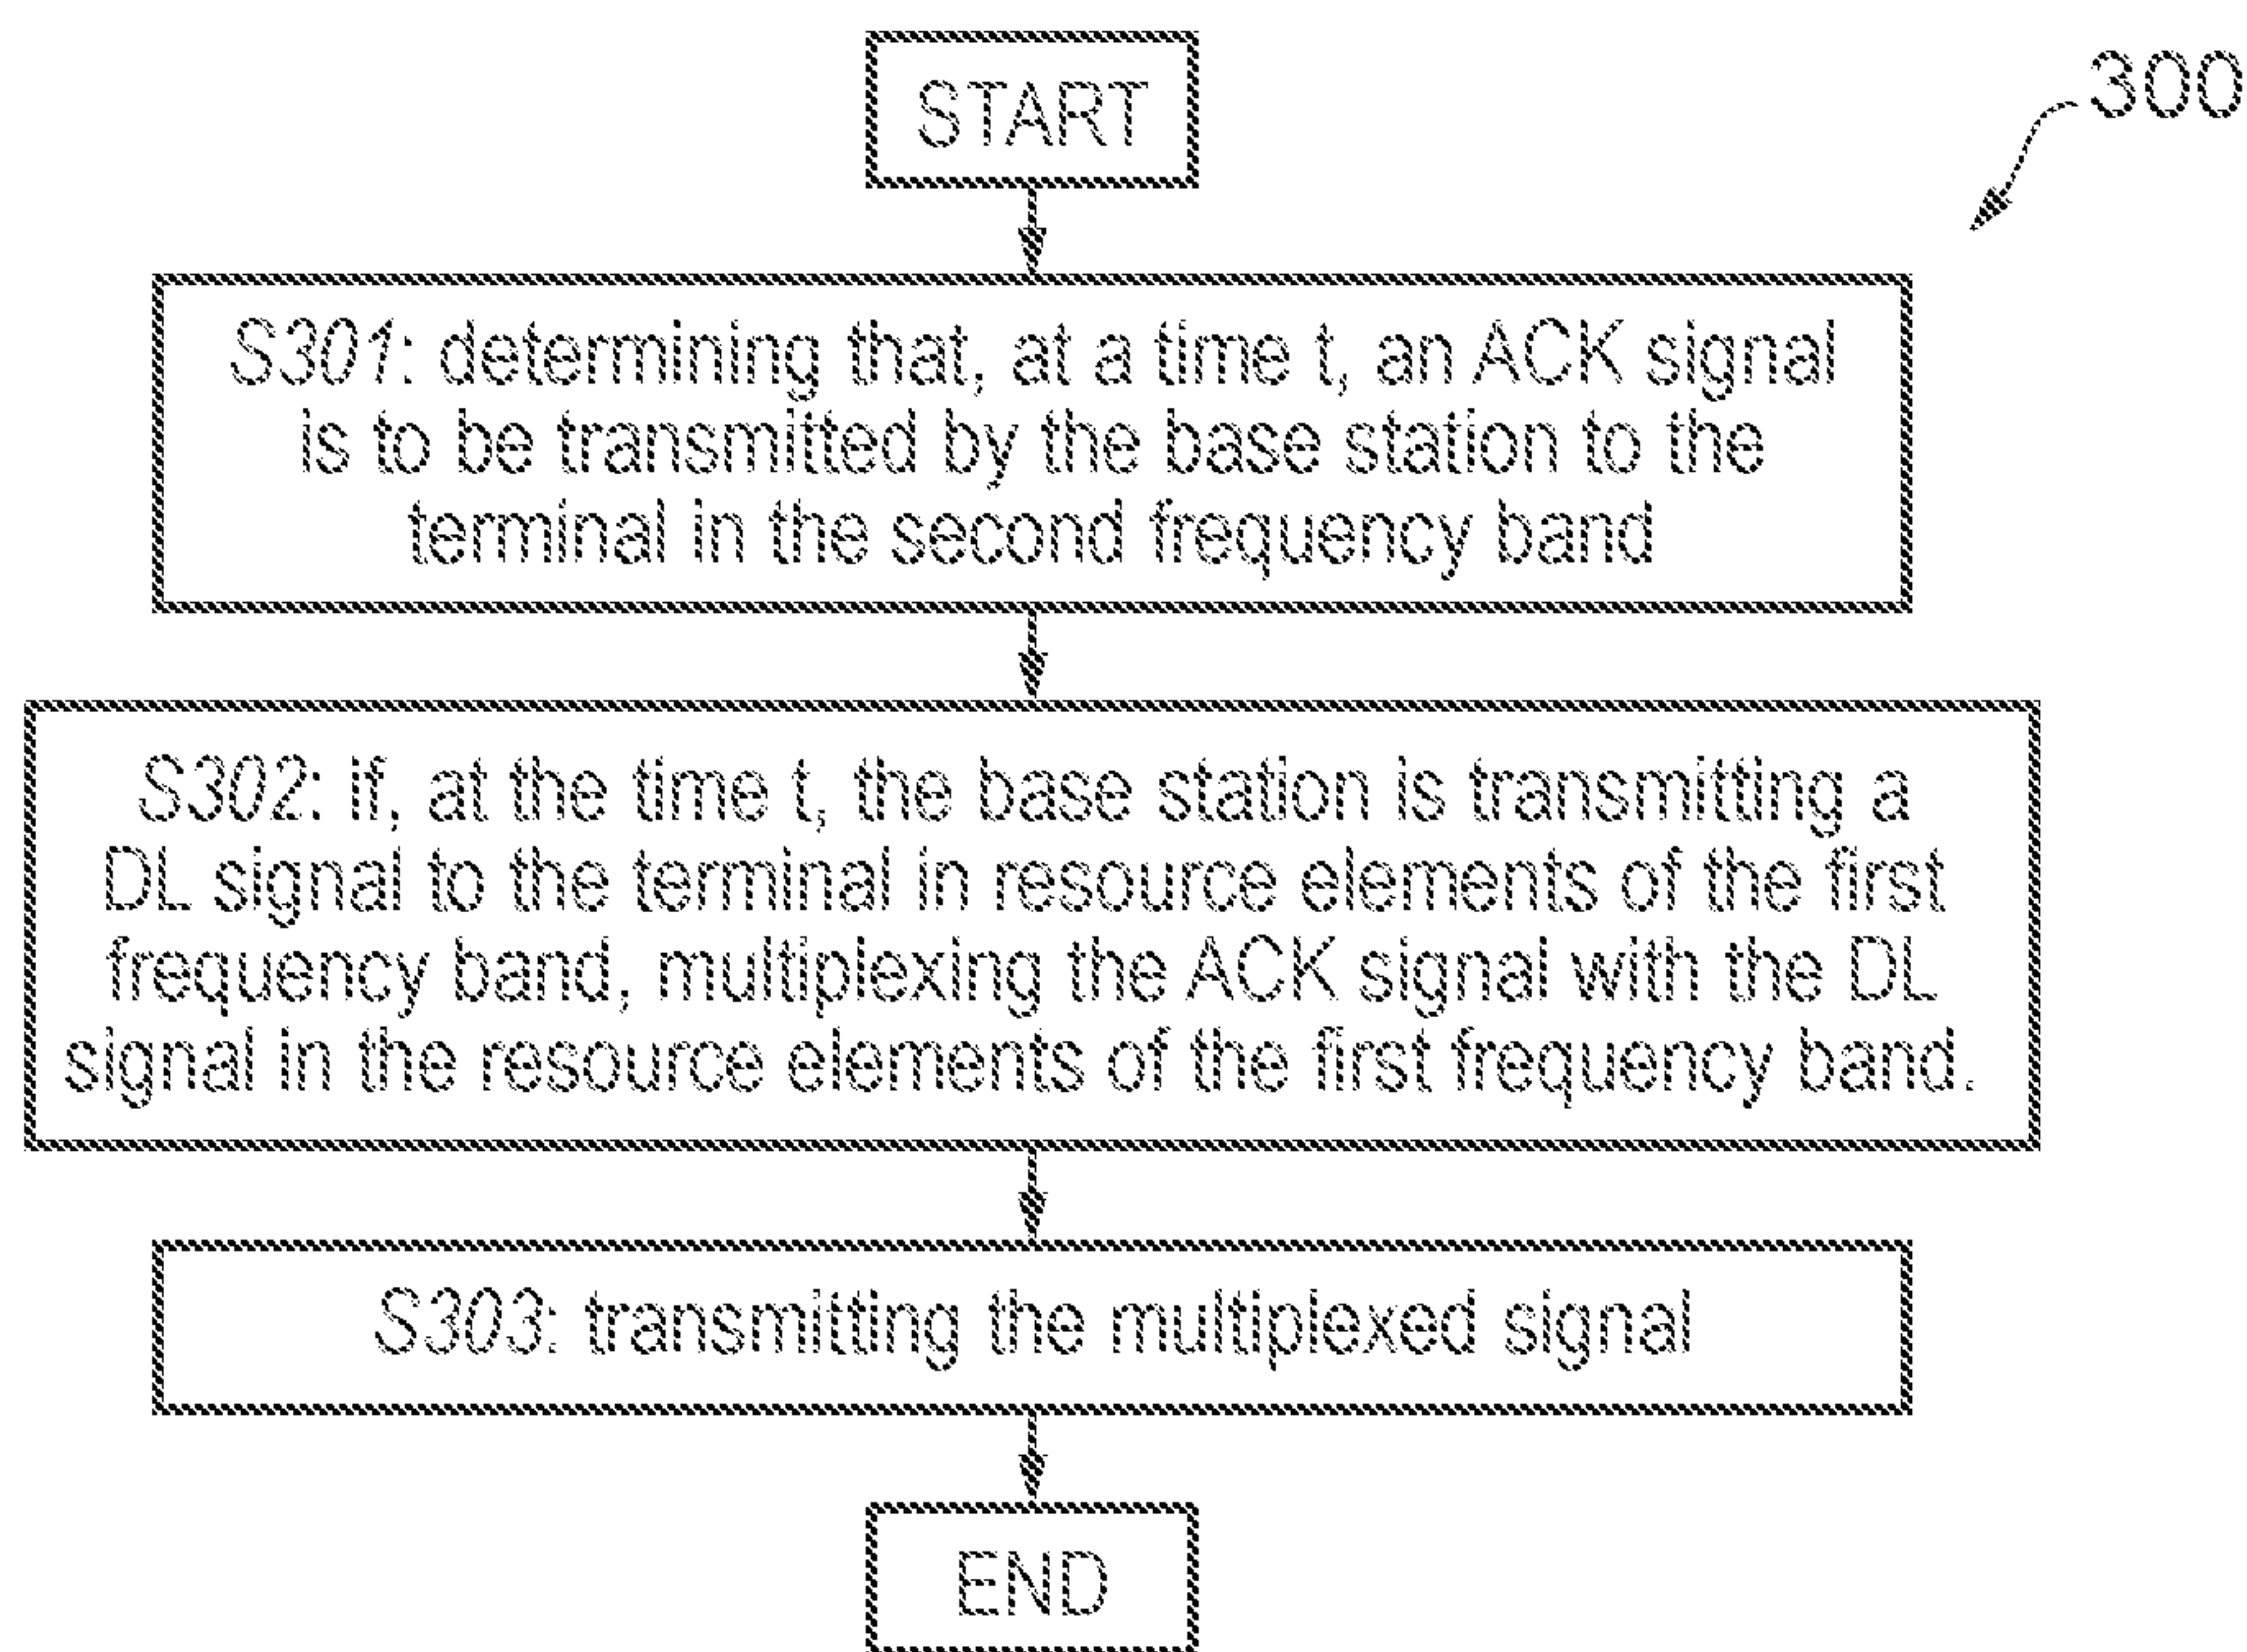 START
300
S301: determining that, at a time t, an ACK signal
is to be transmitted by the base station to the
terminal in the second frequency band
S302: if, at the time t, the base station is transmitting a
DL signal to the terminal in resource elements of the first
frequency band, multiplexing the ACK signal with the DL
signal in the resource elements of the first frequency band.
S303: transmitting the multiplexed signal
END